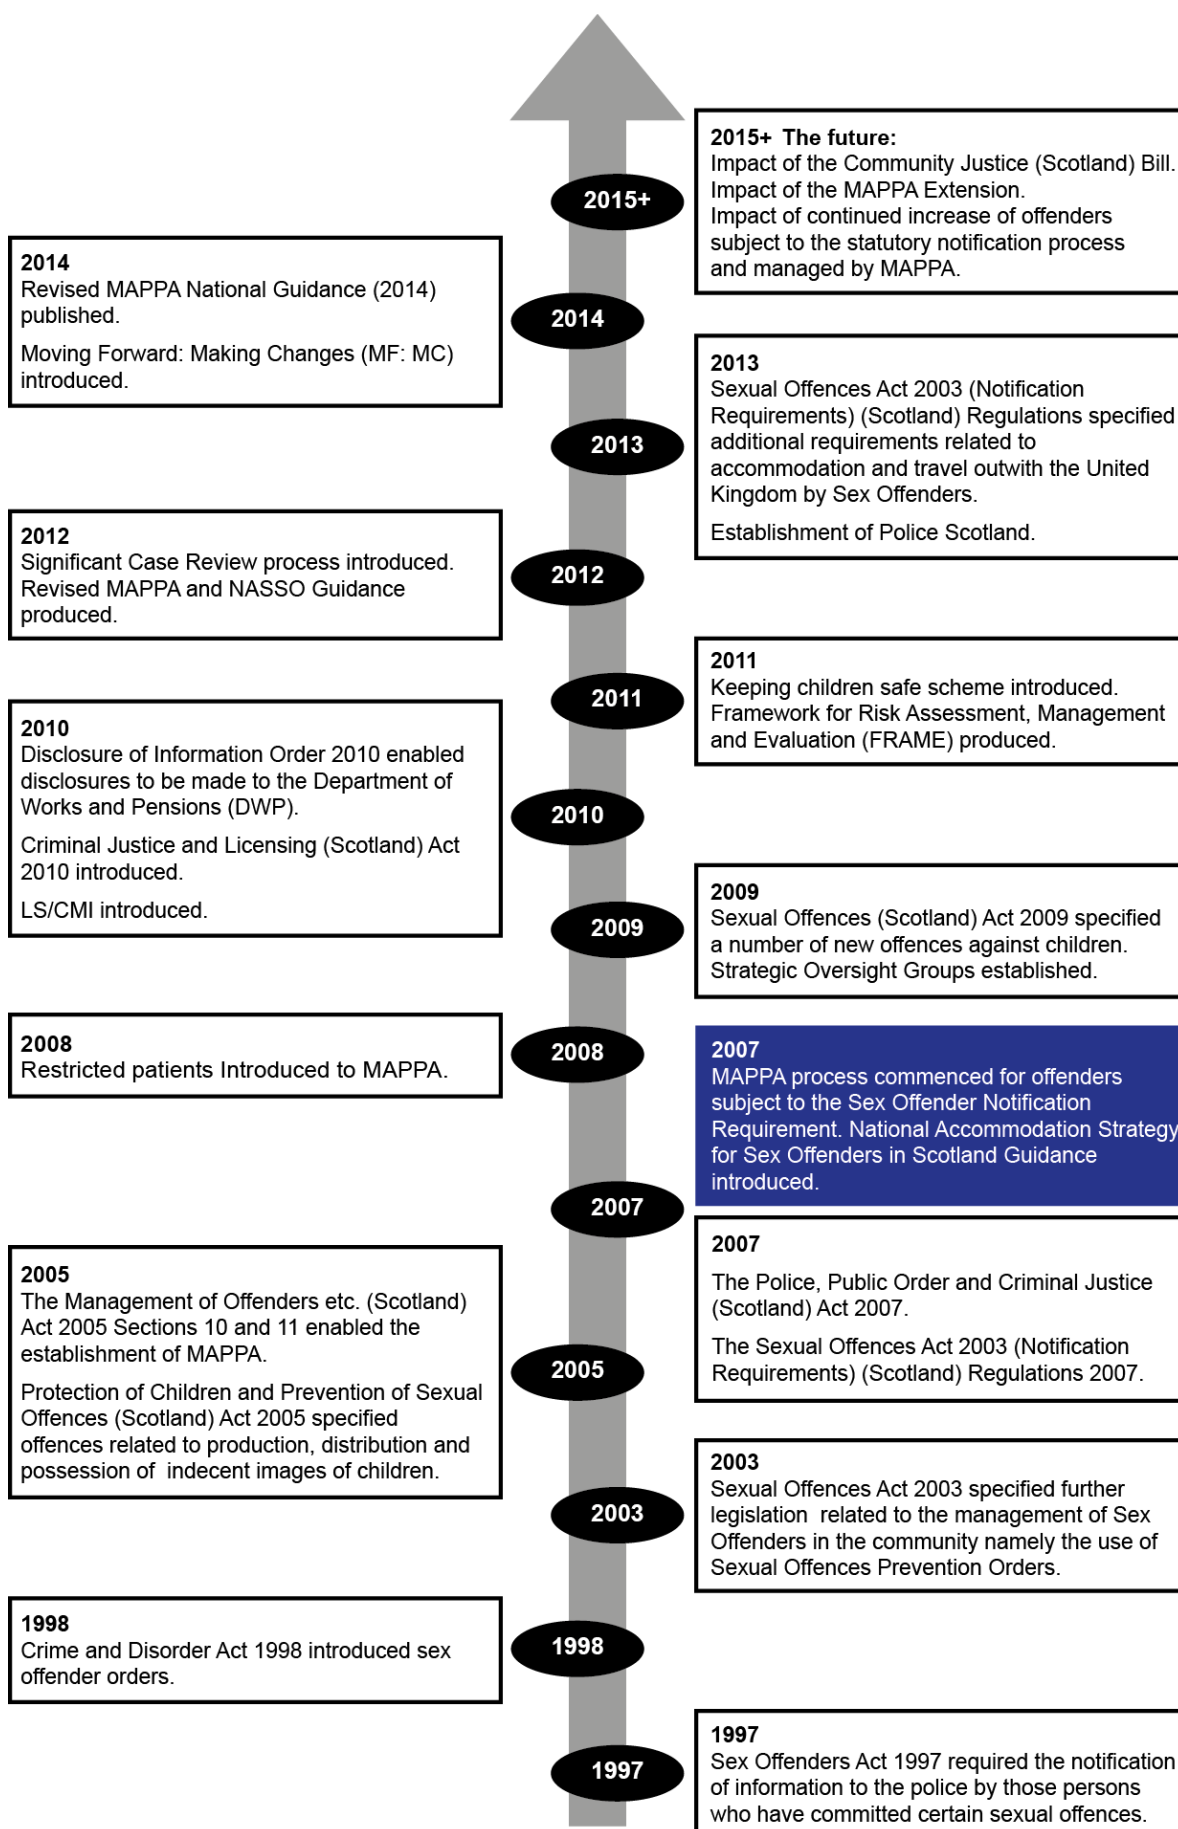 2015+ The future:
Impact of the Community Justice (Scotland) Bill.
Impact of the MAPPA Extension.
Impact of continued increase of offenders
subject to the statutory notification process
and managed by MAPPA.
2015+
2014
Revised MAPPA National Guidance (2014)
published.
Moving Forward: Making Changes (MF: MC)
introduced.
2014
2013
Sexual Offences Act 2003 (Notification
Requirements) (Scotland) Regulations specified
additional requirements related to
accommodation and travel outwith the United
Kingdom by Sex Offenders.
Establishment of Police Scotland.
2013
2012
Significant Case Review process introduced.
Revised MAPPA and NASSO Guidance
produced.
2012
2011
Keeping children safe scheme introduced.
Framework for Risk Assessment, Management
and Evaluation (FRAME) produced.
2011
2010
Disclosure of Information Order 2010 enabled
disclosures to be made to the Department of
Works and Pensions (DWP).
Criminal Justice and Licensing (Scotland) Act
2010 introduced.
LS/CMI introduced.
2010
2009
Sexual Offences (Scotland) Act 2009 specified
a number of new offences against children.
Strategic Oversight Groups established.
2009
2008
Restricted patients Introduced to MAPPA.
2008
2007
MAPPA process commenced for offenders
subject to the Sex Offender Notification
Requirement. National Accommodation Strategy
for Sex Offenders in Scotland Guidance
introduced.
2007
2007
The Police, Public Order and Criminal Justice
(Scotland) Act 2007.
The Sexual Offences Act 2003 (Notification
Requirements) (Scotland) Regulations 2007.
2005
The Management of Offenders etc. (Scotland)
Act 2005 Sections 10 and 11 enabled the
establishment of MAPPA.
Protection of Children and Prevention of Sexual
Offences (Scotland) Act 2005 specified
offences related to production, distribution and
possession of indecent images of children.
2005
2003
Sexual Offences Act 2003 specified further
legislation related to the management of Sex
Offenders in the community namely the use of
Sexual Offences Prevention Orders.
2003
1998
Crime and Disorder Act 1998 introduced sex
offender orders.
1998
1997
Sex Offenders Act 1997 required the notification
of information to the police by those persons
who have committed certain sexual offences.
1997